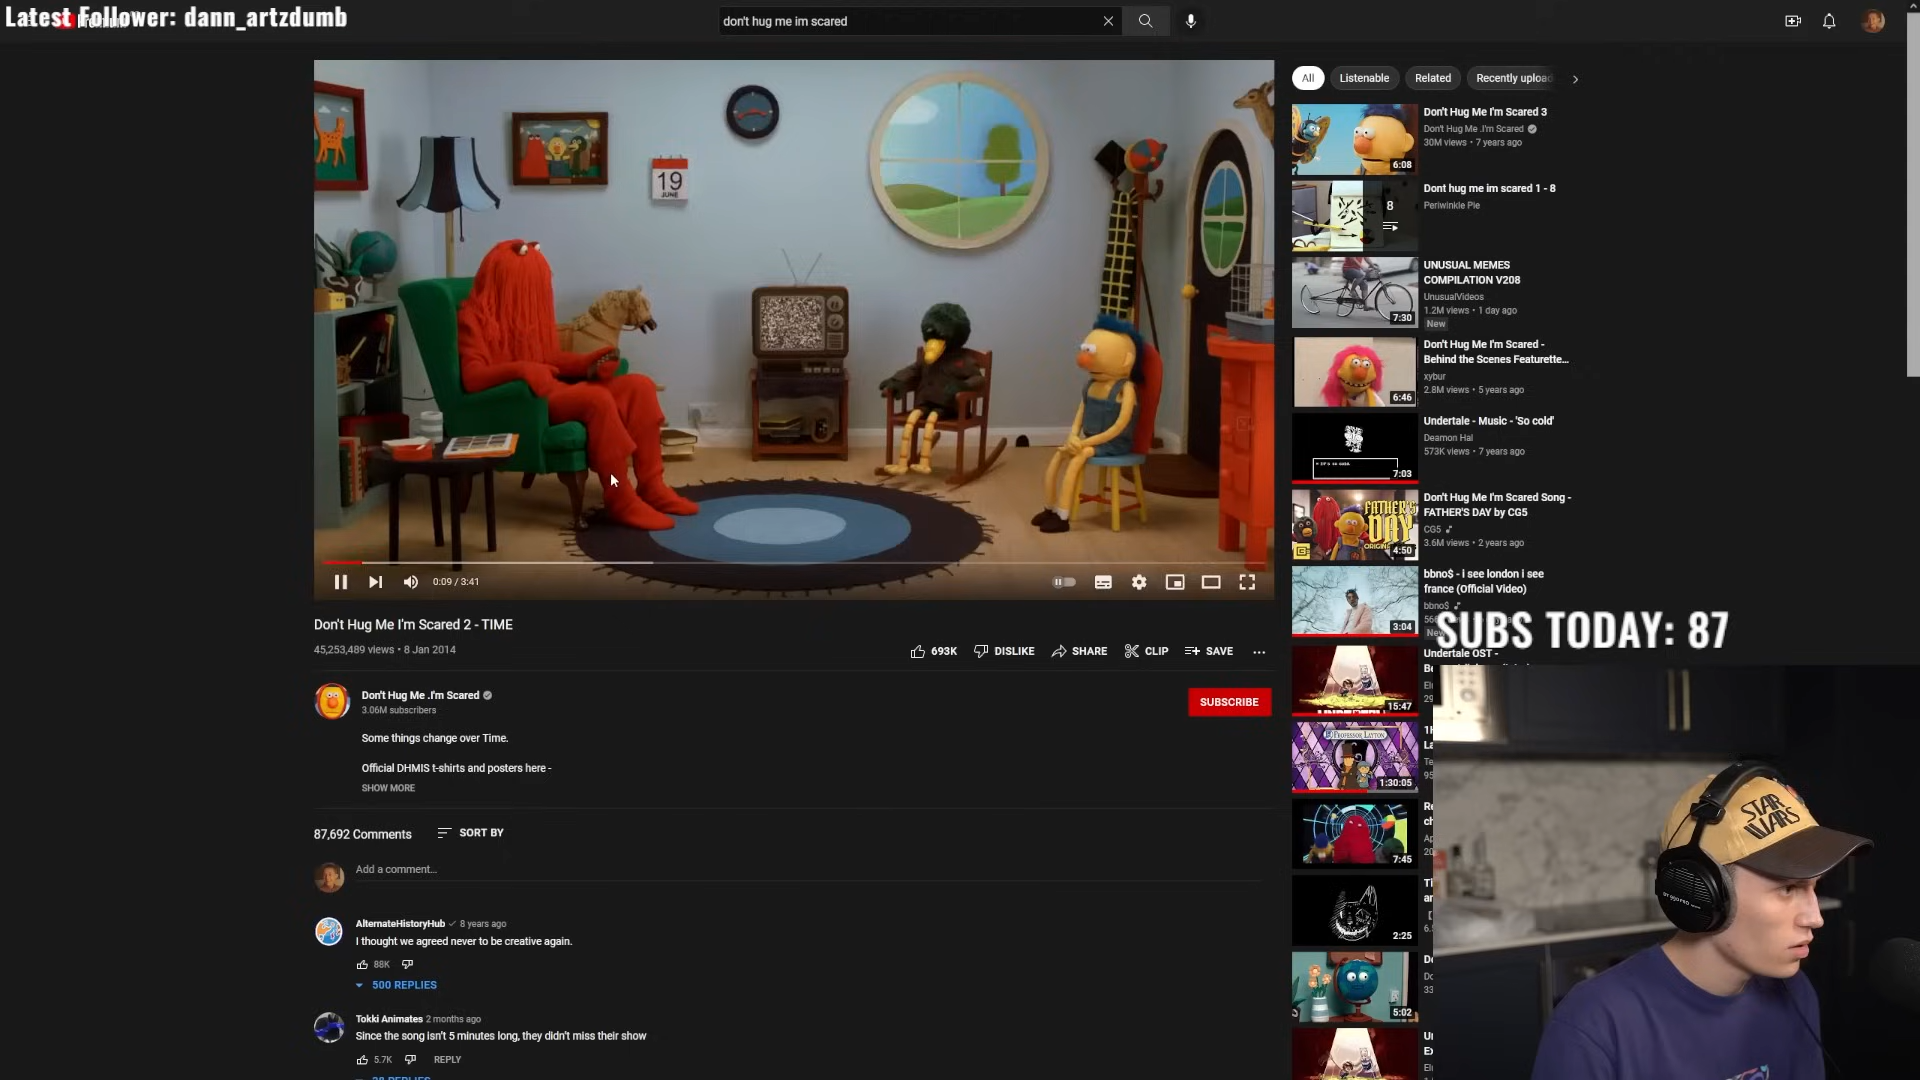 Latest Follower: dann_artzdumb
don't hug me im scared
19
JUNE
0:09 / 3:41
Don't Hug Me I'm Scared 2 - TIME
45,253,489 views • 8 Jan 2014
693K
DISLIKE
SHARE
CLIP
SAVE
Don't Hug Me .I'm Scared
3.06M subscribers
SUBSCRIBE
Some things change over Time.
Official DHMIS t-shirts and posters here -
SHOW MORE
87,692 Comments
SORT BY
Add a comment...
AlternateHistoryHub 8 years ago
I thought we agreed never to be creative again.
88K
500 REPLIES
Tokki Animates 2 months ago
Since the song isn't 5 minutes long, they didn't miss their show
5.7K
REPLY
All
Listenable
Related
Recently upload
Don't Hug Me I'm Scared 3
Don't Hug Me .I'm Scared
30M views • 7 years ago
6:08
Dont hug me im scared 1 - 8
Periwinkle Pie
8
UNUSUAL MEMES
COMPILATION V208
UnusualVideos
1.2M views • 1 day ago
New
7:30
Don't Hug Me I'm Scared -
Behind the Scenes Featurette...
xybur
2.8M views • 5 years ago
6:46
Undertale - Music - 'So cold'
Deamon Hal
573K views • 7 years ago
7:03
Don't Hug Me I'm Scared Song -
FATHER'S DAY by CG5
CG5
3.6M views • 2 years ago
FATHER'S
DAY
4:50
bbno$ - i see london i see
france (Official Video)
bbno$
3:04
SUBS TODAY: 87
Undertale OST -
15:47
PROFESSOR LAYTON
1:30:05
7:45
2:25
5:02
STAR
WARS